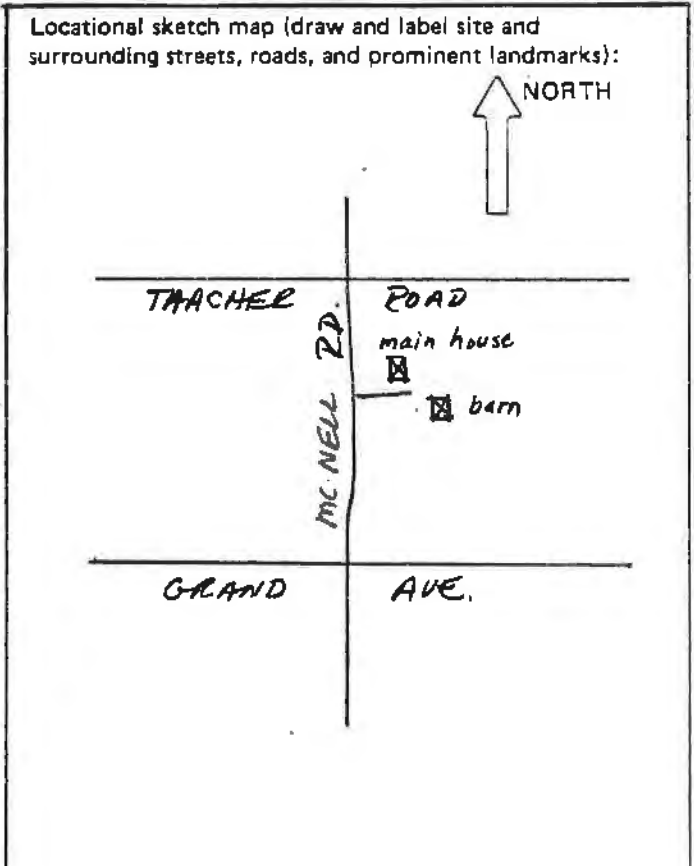 Locational sketch map (draw and label site and
surrounding streets, roads, and prominent landmarks):
NORTH
THACHER ROAD
MC NELL RD.
main house
barn
GRAND AVE.